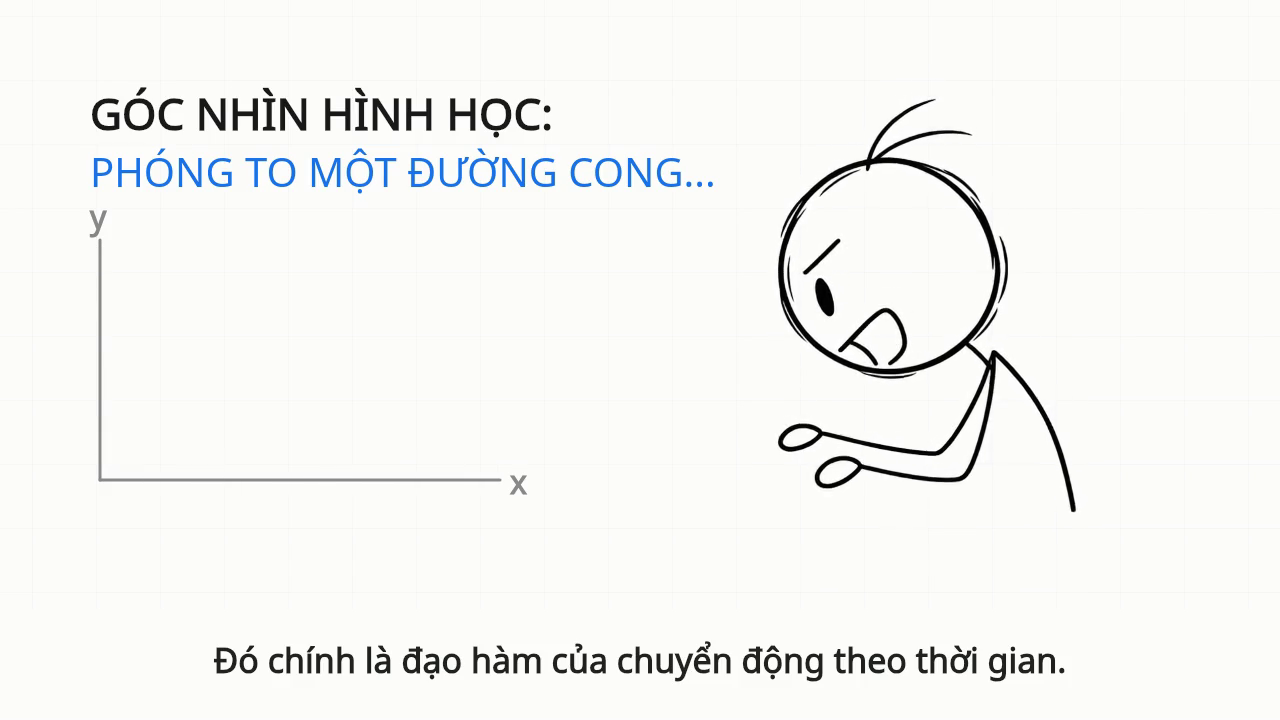 GÓC NHÌN HÌNH HỌC:
PHÓNG TO MỘT ĐƯỜNG CONG...
y
x
Đó chính là đạo hàm của chuyển động theo thời gian.